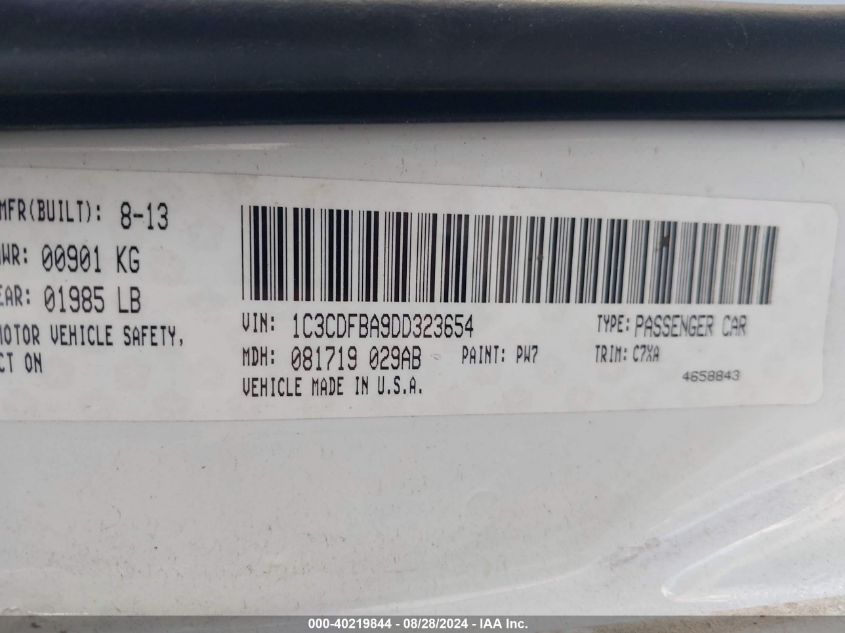 MFR(BUILT): 8-13
WR: 00901 KG
EAR: 01985 LB
MOTOR VEHICLE SAFETY,
CT ON
VIN: 1C3CDFBA9DD323654 TYPE: PASSENGER CAR
MDH: 081719 029AB PAINT: PW7 TRIM: C7XA
VEHICLE MADE IN U.S.A. 4658843
000-40219844 - 08/28/2024 - IAA Inc.